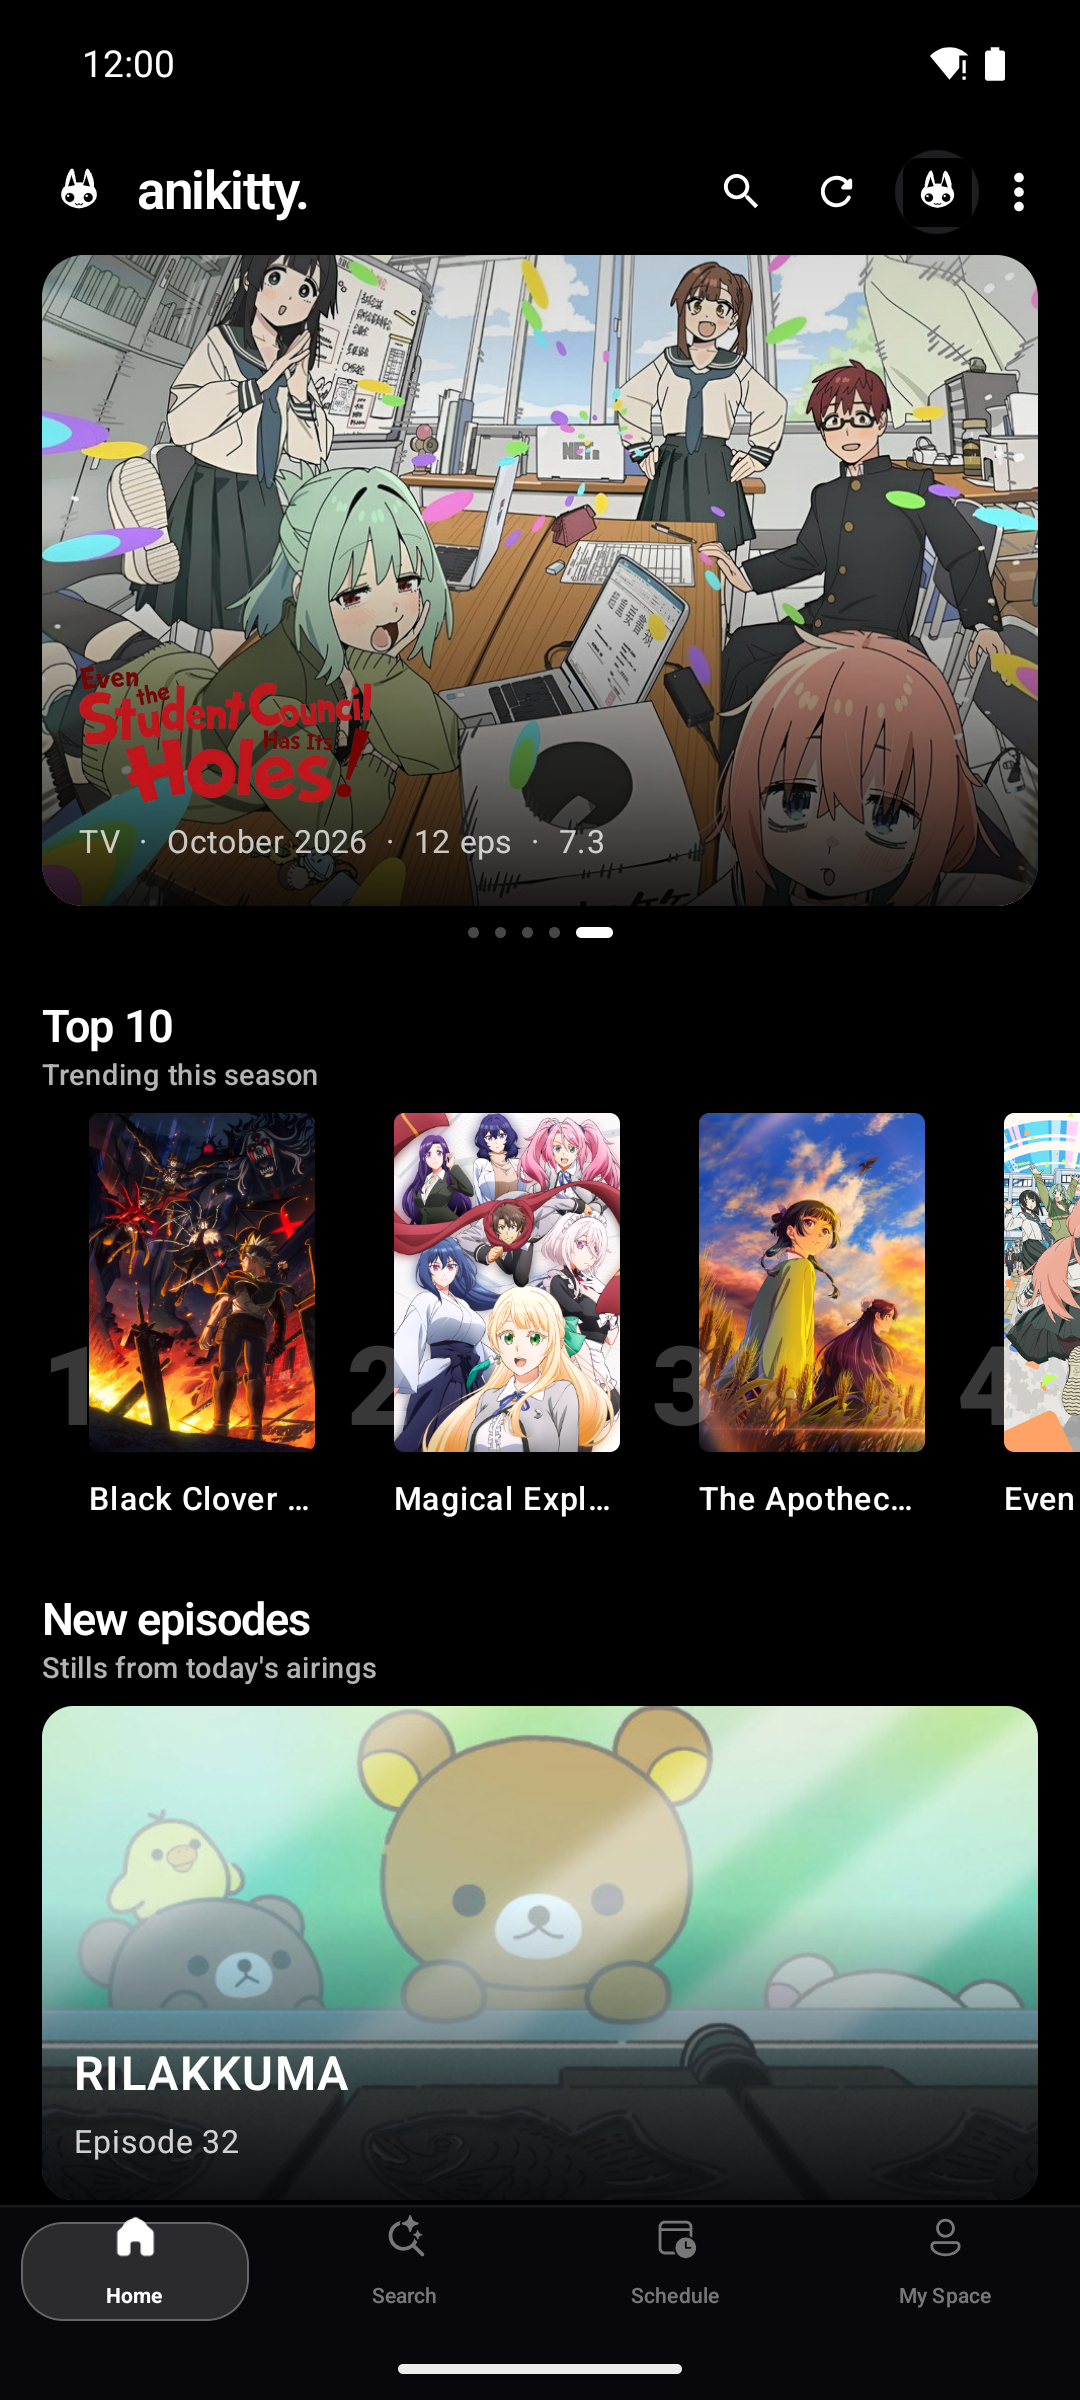 12:00
anikitty.
Even the
Student Council
Has Its
Holes!
TV · October 2026 · 12 eps · 7.3
Top 10
Trending this season
1
2
3
4
Black Clover ...
Magical Expl...
The Apothec...
Even
New episodes
Stills from today's airings
RILAKKUMA
Episode 32
Home
Search
Schedule
My Space